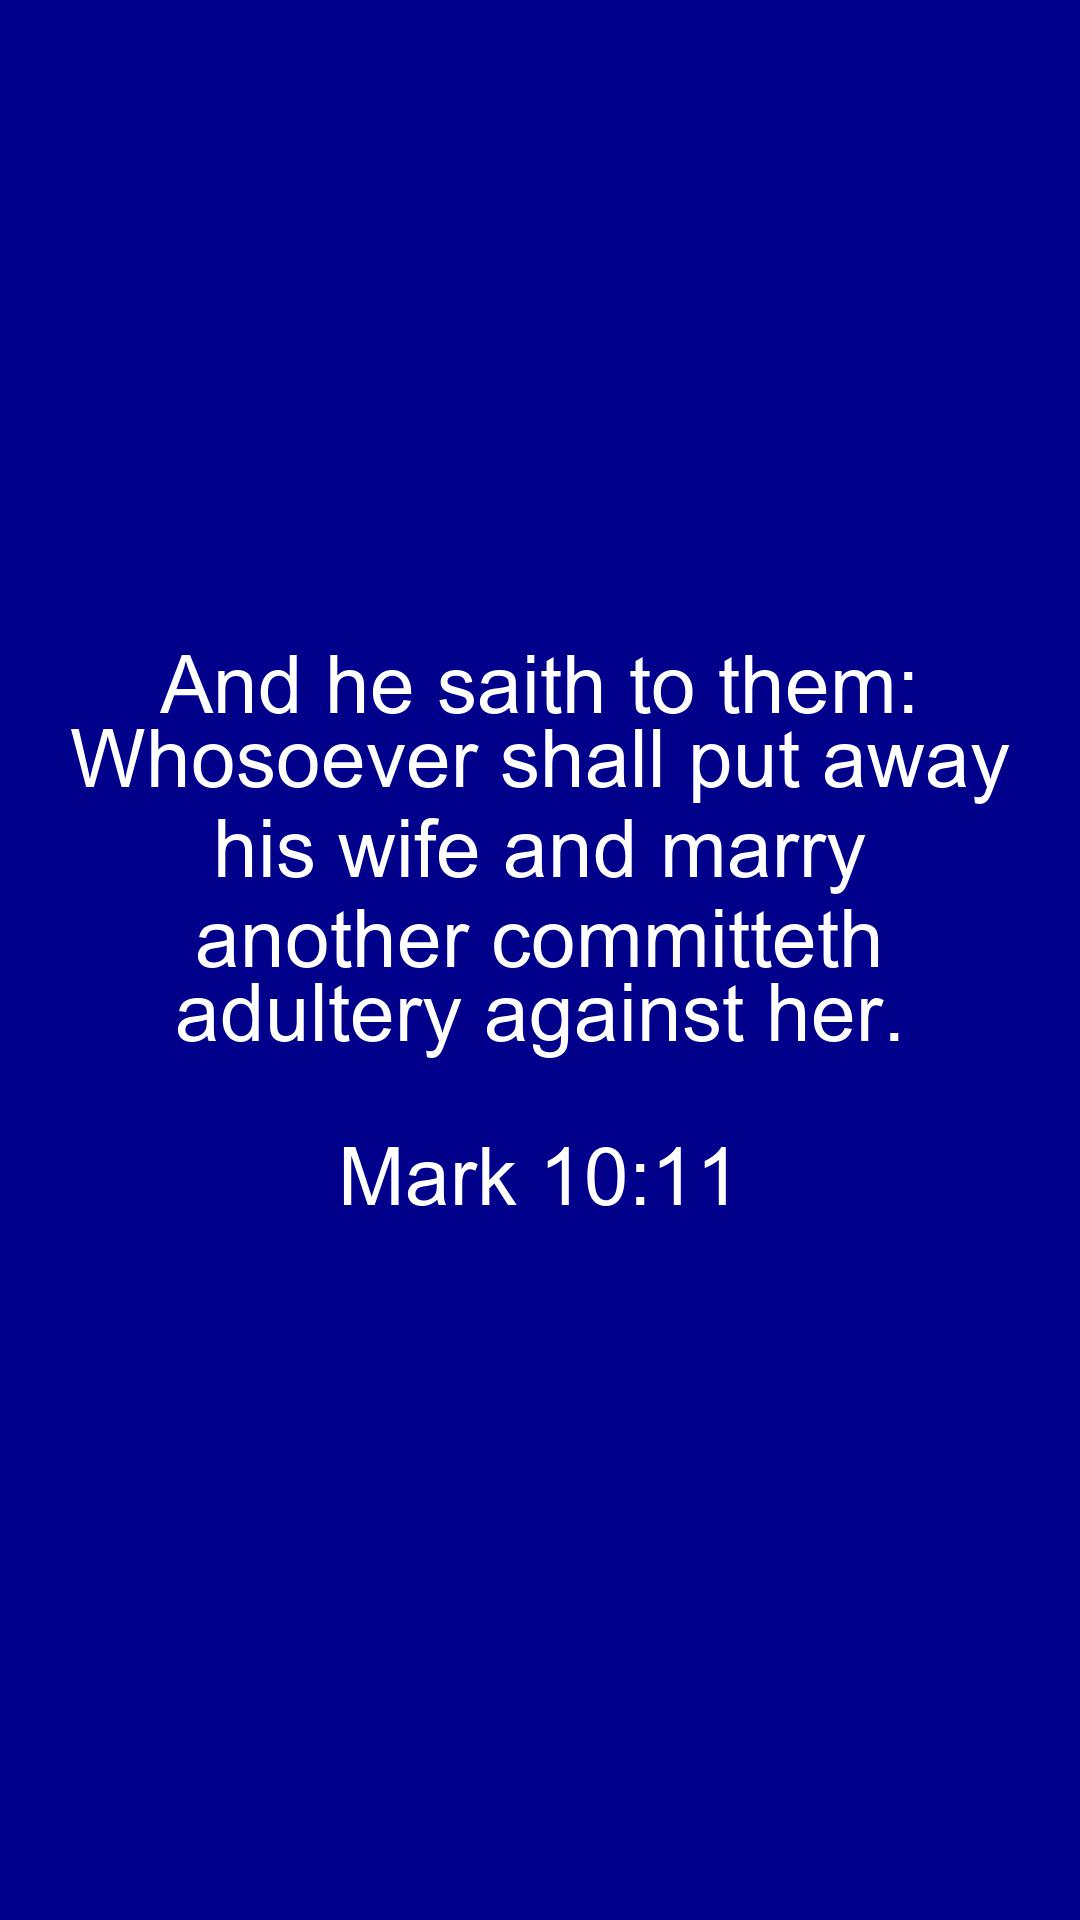 And he saith to them:
Whosoever shall put away
his wife and marry
another committeth
adultery against her.
Mark 10:11